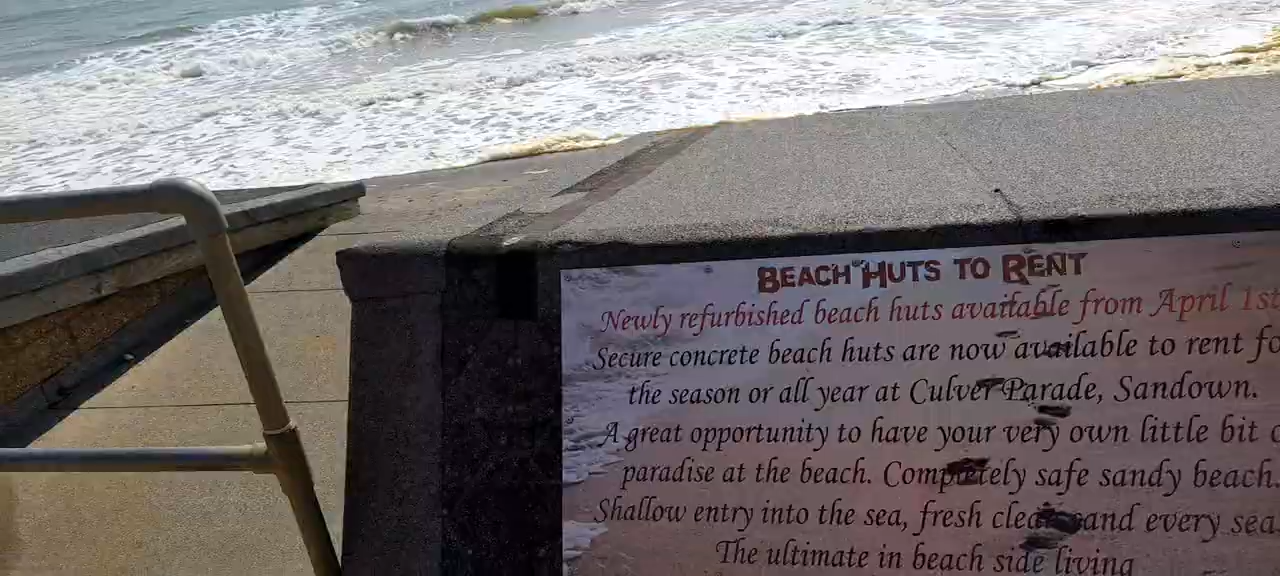 BEACH HUTS TO RENT
Newly refurbished beach huts available from April 1st
Secure concrete beach huts are now available to rent
the season or all year at Culver Parade, Sandown.
A great opportunity to have your very own little bit
paradise at the beach. Completely safe sandy beach.
Shallow entry into the sea, fresh clean sand every
The ultimate in beach side living